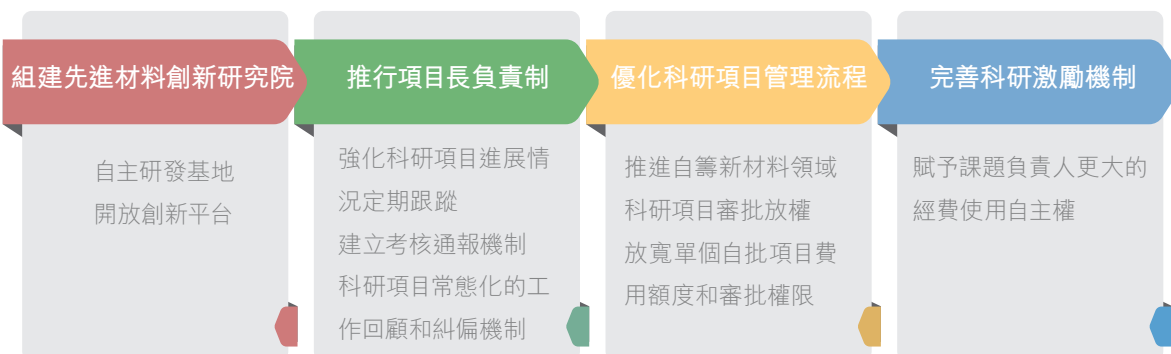 組建先進材料創新研究院
自主研發基地
開放創新平台
推行項目長負責制
強化科研項目進展情
況定期跟蹤
建立考核通報機制
科研項目常態化的工
作回顧和糾偏機制
優化科研項目管理流程
推進自籌新材料領域
科研項目審批放權
放寬單個自批項目費
用額度和審批權限
完善科研激勵機制
賦予課題負責人更大的
經費使用自主權